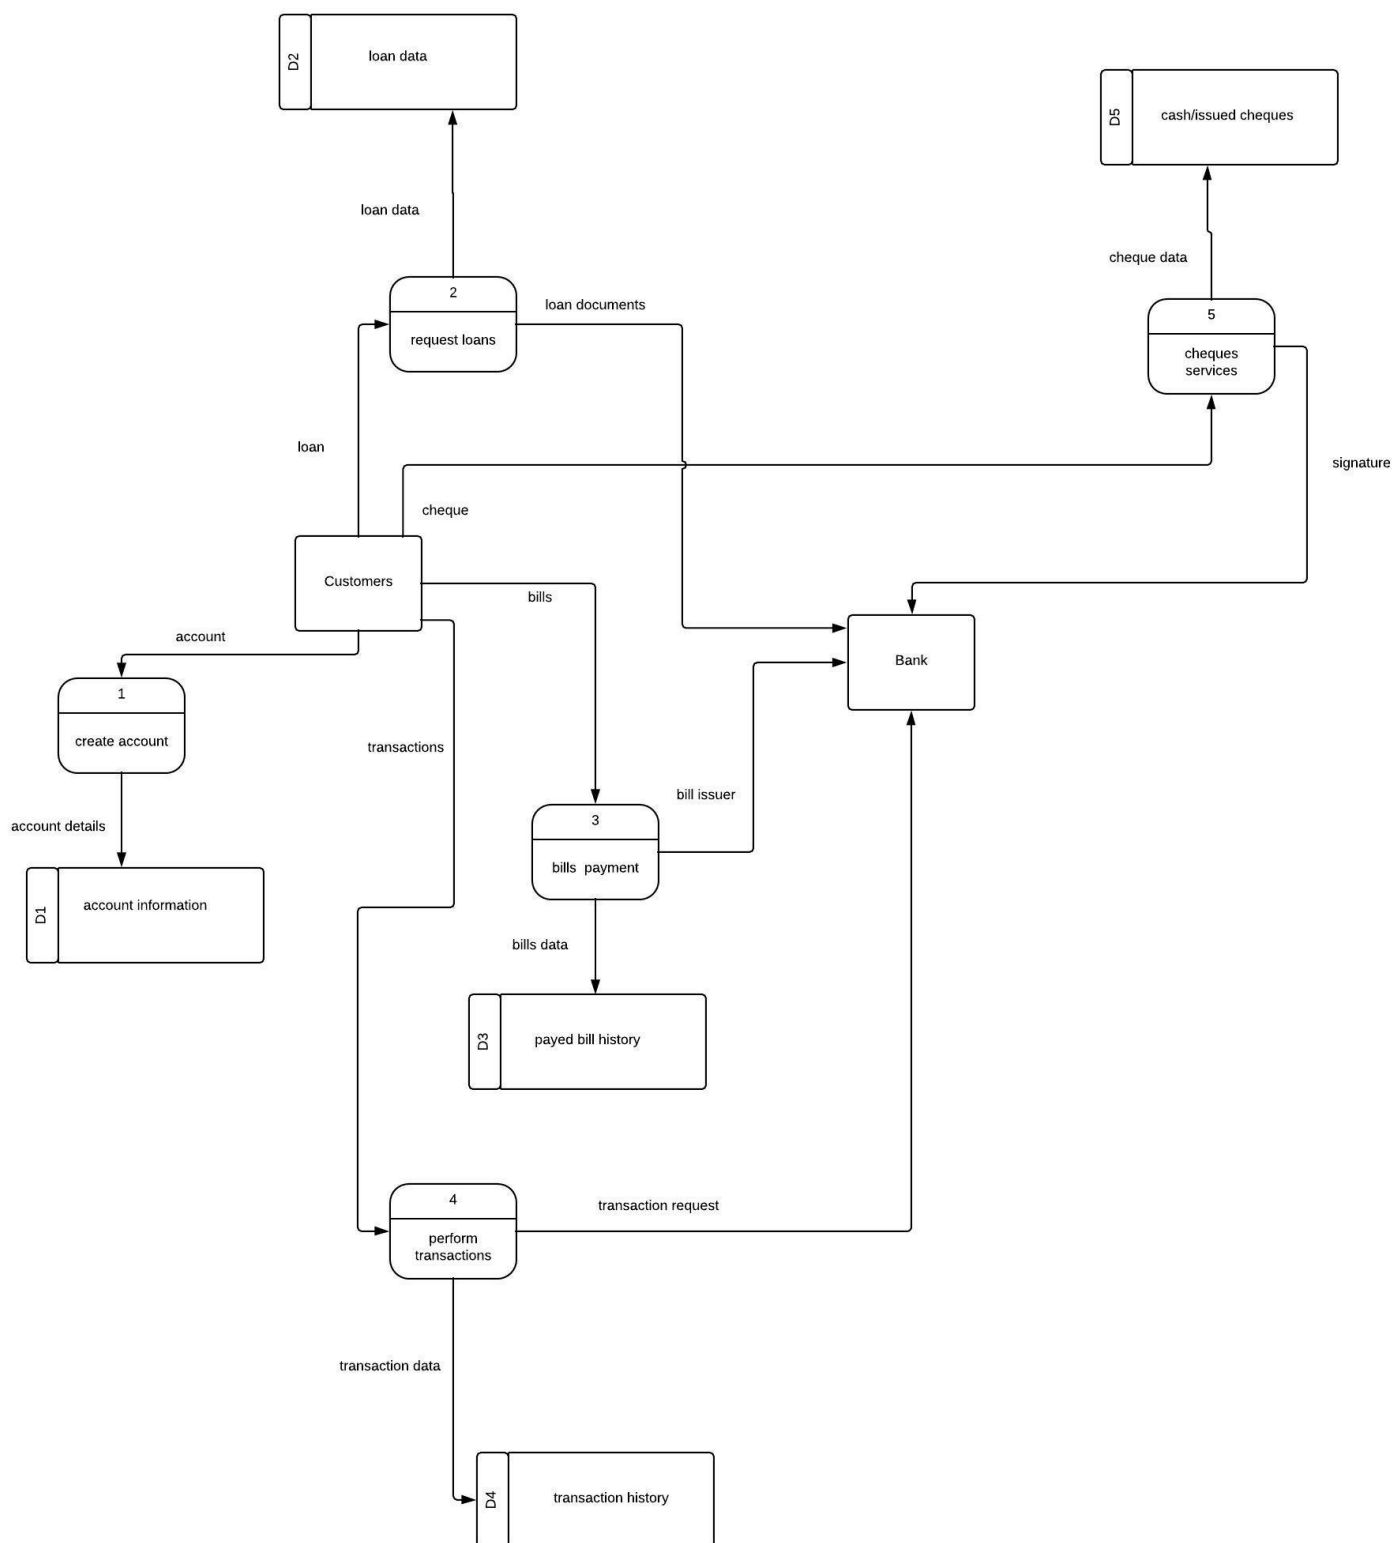 D2
loan data
D5
cash/issued cheques
loan data
cheque data
2
request loans
loan documents
5
cheques
services
loan
signature
cheque
Customers
bills
account
Bank
1
create account
transactions
bill issuer
3
bills  payment
account details
D1
account information
bills data
D3
payed bill history
4
perform
transactions
transaction request
transaction data
D4
transaction history